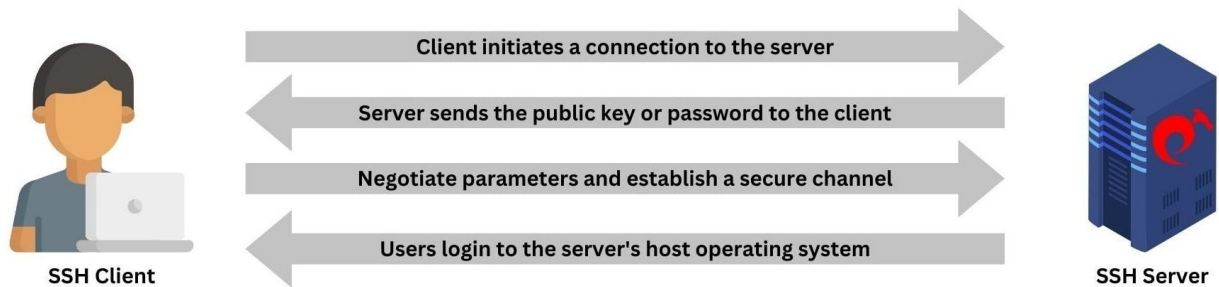 Client initiates a connection to the server
Server sends the public key or password to the client
Negotiate parameters and establish a secure channel
Users login to the server's host operating system
SSH Client
SSH Server